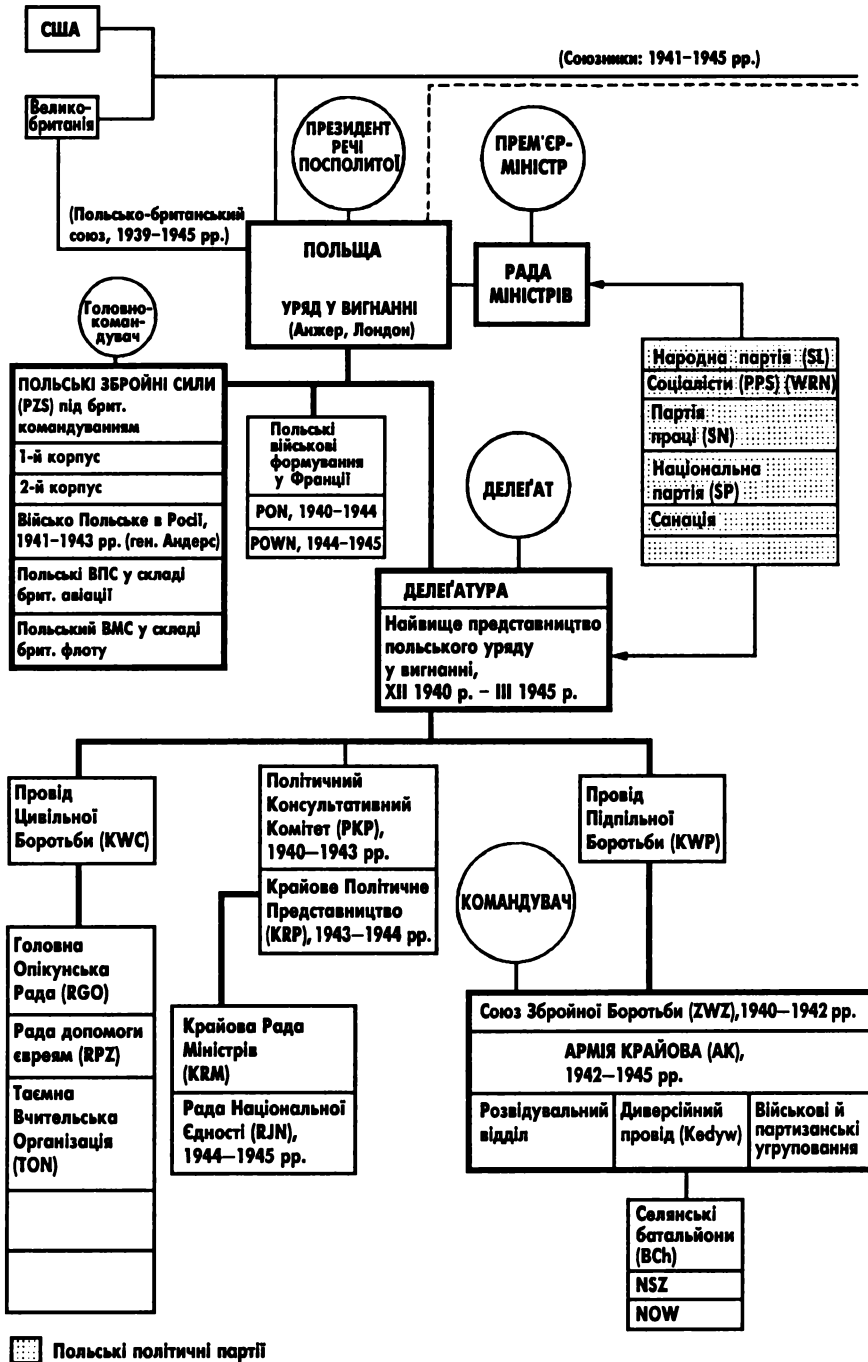 США
(Союзники: 1941–1945 рр.)
Велико-
британія
ПРЕЗИДЕНТ
РЕЧІ
ПОСПОЛИТОЇ
ПРЕМ'ЄР-
МІНІСТР
(Польсько-британський
союз, 1939–1945 рр.)
ПОЛЬЩА
УРЯД У ВИГНАННІ
(Анжер, Лондон)
РАДА
МІНІСТРІВ
Головно-
коман-
дувач
ПОЛЬСЬКІ ЗБРОЙНІ СИЛИ
(PZS) під брит.
командуванням
1-й корпус
2-й корпус
Військо Польське в Росії,
1941–1943 рр. (ген. Андерс)
Польські ВПС у складі
брит. авіації
Польський ВМС у складі
брит. флоту
Польські
військові
формування
у Франції
PON, 1940–1944
POWN, 1944–1945
Народна партія (SL)
Соціалісти (PPS) (WRN)
Партія
праці (SN)
Національна
партія (SP)
Санація
ДЕЛЕҐАТ
ДЕЛЕҐАТУРА
Найвище представництво
польського уряду
у вигнанні,
XII 1940 р. – III 1945 р.
Провід
Цивільної
Боротьби (KWC)
Політичний
Консультативний
Комітет (PKP),
1940–1943 рр.
Крайове Політичне
Представництво
(KRP), 1943–1944 рр.
Провід
Підпільної
Боротьби (KWP)
КОМАНДУВАЧ
Головна
Опікунська
Рада (RGO)
Рада допомоги
євреям (RPZ)
Таємна
Вчительська
Організація
(TON)
Крайова Рада
Міністрів
(KRM)
Рада Національної
Єдності (RJN),
1944–1945 рр.
Союз Збройної Боротьби (ZWZ),1940–1942 рр.
АРМІЯ КРАЙОВА (АК),
1942–1945 рр.
Розвідувальний
відділ
Диверсійний
провід (Kedyw)
Військові й
партизанські
угруповання
Селянські
батальйони
(BCh)
NSZ
NOW
Польські політичні партії